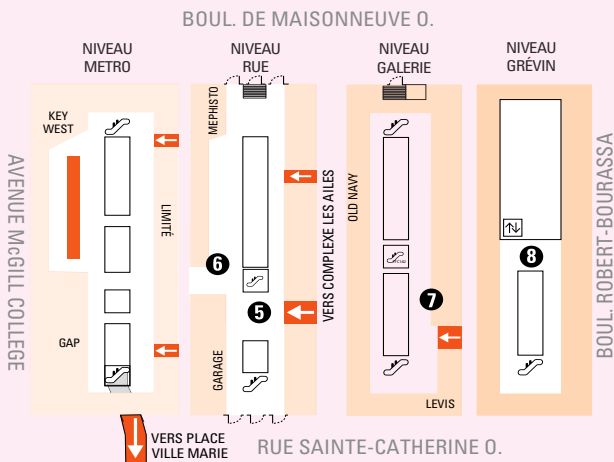 BOUL. DE MAISONNEUVE O.
NIVEAU
METRO
NIVEAU
RUE
NIVEAU
GALERIE
NIVEAU
GRÉVIN
KEY
WEST
LIMITÉ
GAP
MEPHISTO
6
5
GARAGE
VERS COMPLEXE LES AILES
OLD NAVY
7
LEVIS
8
AVENUE McGILL COLLEGE
BOUL. ROBERT-BOURASSA
VERS PLACE
VILLE MARIE
RUE SAINTE-CATHERINE O.